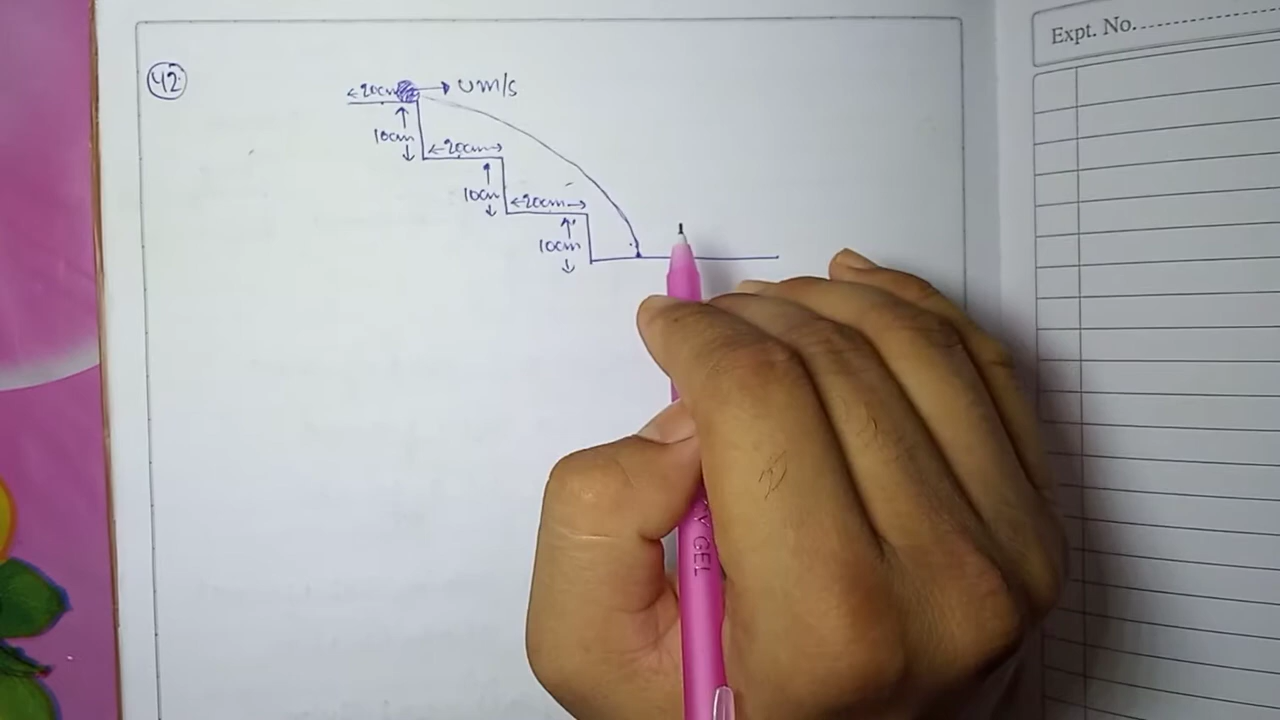 Expt. No.
42
←20cm → u m/s
↑
10cm
↓
←20cm→
↑
10cm
↓
←20cm→
↑
10cm
↓
GEL